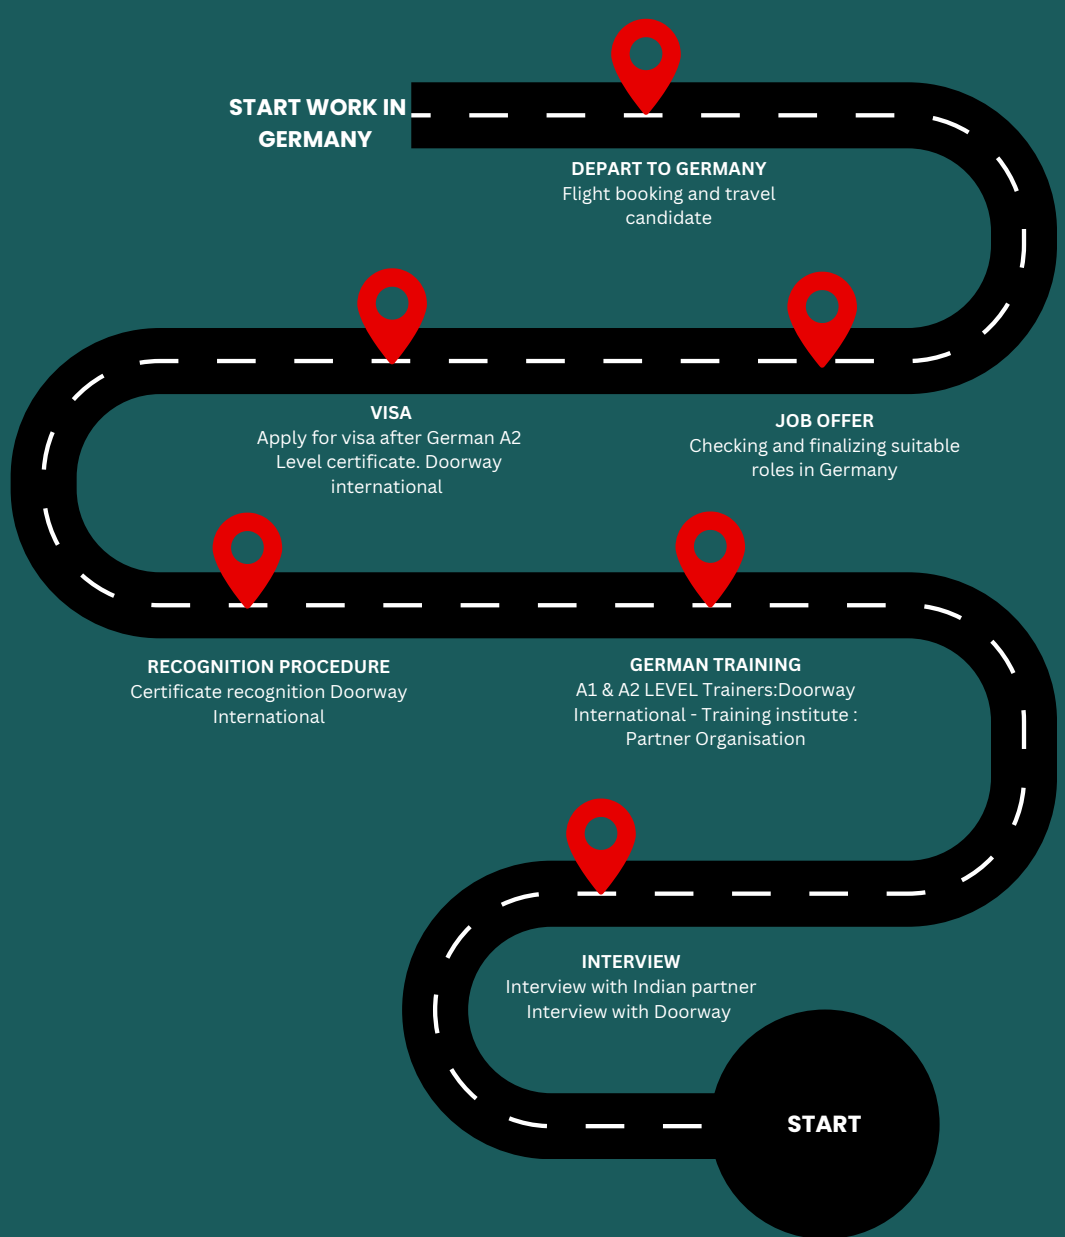 START WORK IN
GERMANY
DEPART TO GERMANY
Flight booking and travel
candidate
VISA
Apply for visa after German A2
Level certificate. Doorway
international
JOB OFFER
Checking and finalizing suitable
roles in Germany
RECOGNITION PROCEDURE
Certificate recognition Doorway
International
GERMAN TRAINING
A1 & A2 LEVEL Trainers:Doorway
International - Training institute :
Partner Organisation
INTERVIEW
Interview with Indian partner
Interview with Doorway
START